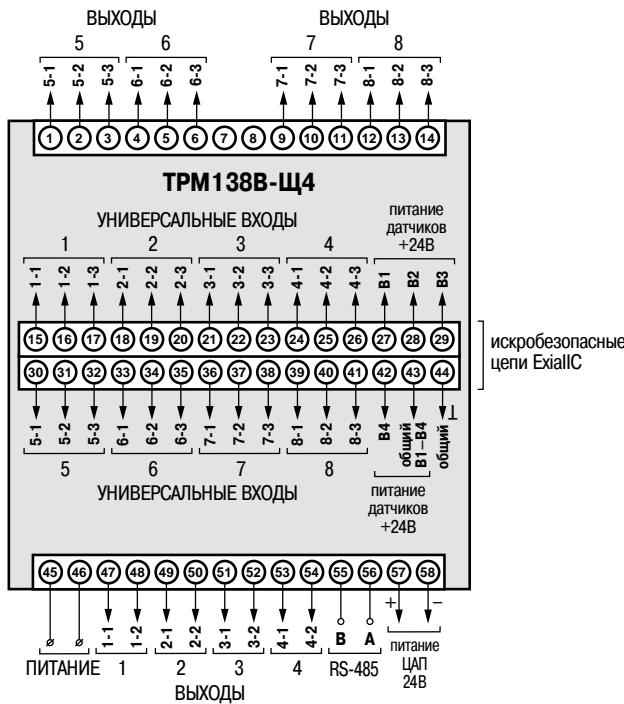 ВЫХОДЫ ВЫХОДЫ
5 6 7 8
5-1 5-2 5-3 6-1 6-2 6-3 7-1 7-2 7-3 8-1 8-2 8-3
1 2 3 4 5 6 7 8 9 10 11 12 13 14
ТРМ138В-Щ4
УНИВЕРСАЛЬНЫЕ ВХОДЫ
питание
датчиков
+24В
1 2 3 4
1-1 1-2 1-3 2-1 2-2 2-3 3-1 3-2 3-3 4-1 4-2 4-3 В1 В2 В3
15 16 17 18 19 20 21 22 23 24 25 26 27 28 29
искробезопасные
цепи ExiaIIC
30 31 32 33 34 35 36 37 38 39 40 41 42 43 44
5-1 5-2 5-3 6-1 6-2 6-3 7-1 7-2 7-3 8-1 8-2 8-3 В4 общий В1–В4 общий ⊥
5 6 7 8
УНИВЕРСАЛЬНЫЕ ВХОДЫ
питание
датчиков
+24В
45 46 47 48 49 50 51 52 53 54 55 56 57 58
+ −
1-1 1-2 2-1 2-2 3-1 3-2 4-1 4-2 B A
ПИТАНИЕ 1 2 3 4 RS-485
питание
ЦАП
24В
ВЫХОДЫ